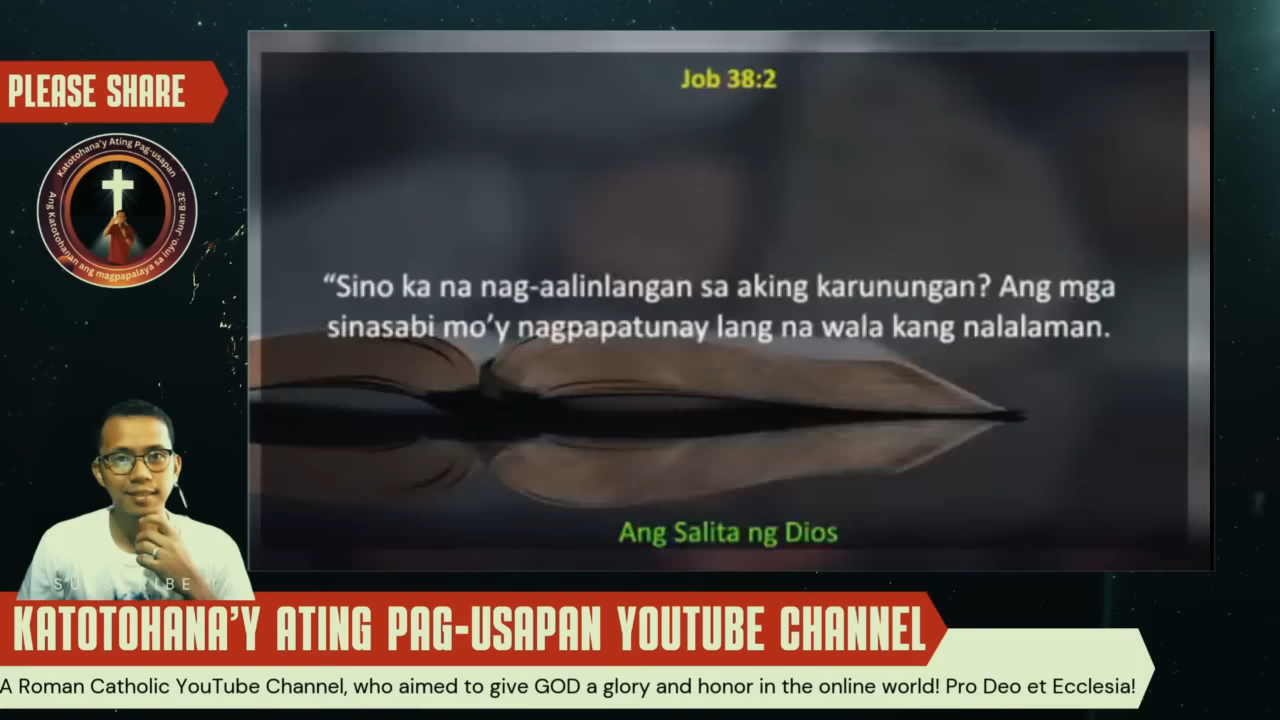 PLEASE SHARE
Katotohana'y Ating Pag-usapan
Ang Katotohanan ang magpapalaya sa inyo. Juan 8:32
Job 38:2
“Sino ka na nag-aalinlangan sa aking karunungan? Ang mga
sinasabi mo’y nagpapatunay lang na wala kang nalalaman.
Ang Salita ng Dios
KATOTOHANA’Y ATING PAG-USAPAN YOUTUBE CHANNEL
A Roman Catholic YouTube Channel, who aimed to give GOD a glory and honor in the online world! Pro Deo et Ecclesia!